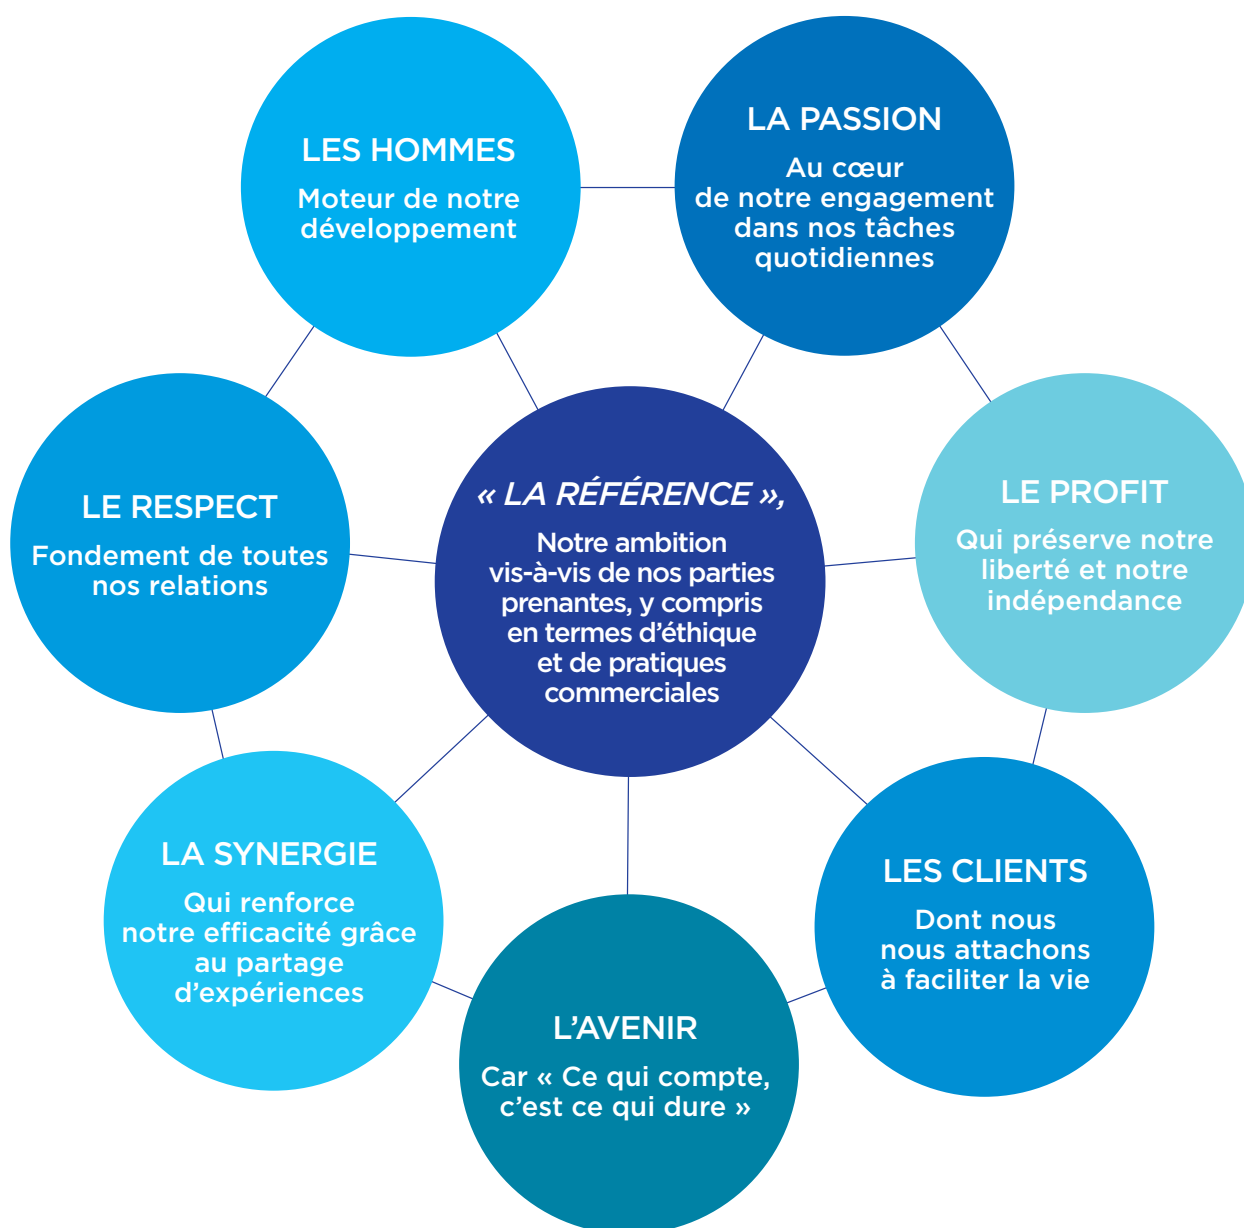 LES HOMMES
Moteur de notre
développement
LA PASSION
Au cœur
de notre engagement
dans nos tâches
quotidiennes
LE RESPECT
Fondement de toutes
nos relations
« LA RÉFÉRENCE »,
Notre ambition
vis-à-vis de nos parties
prenantes, y compris
en termes d’éthique
et de pratiques
commerciales
LE PROFIT
Qui préserve notre
liberté et notre
indépendance
LA SYNERGIE
Qui renforce
notre efficacité grâce
au partage
d’expériences
LES CLIENTS
Dont nous
nous attachons
à faciliter la vie
L’AVENIR
Car « Ce qui compte,
c’est ce qui dure »